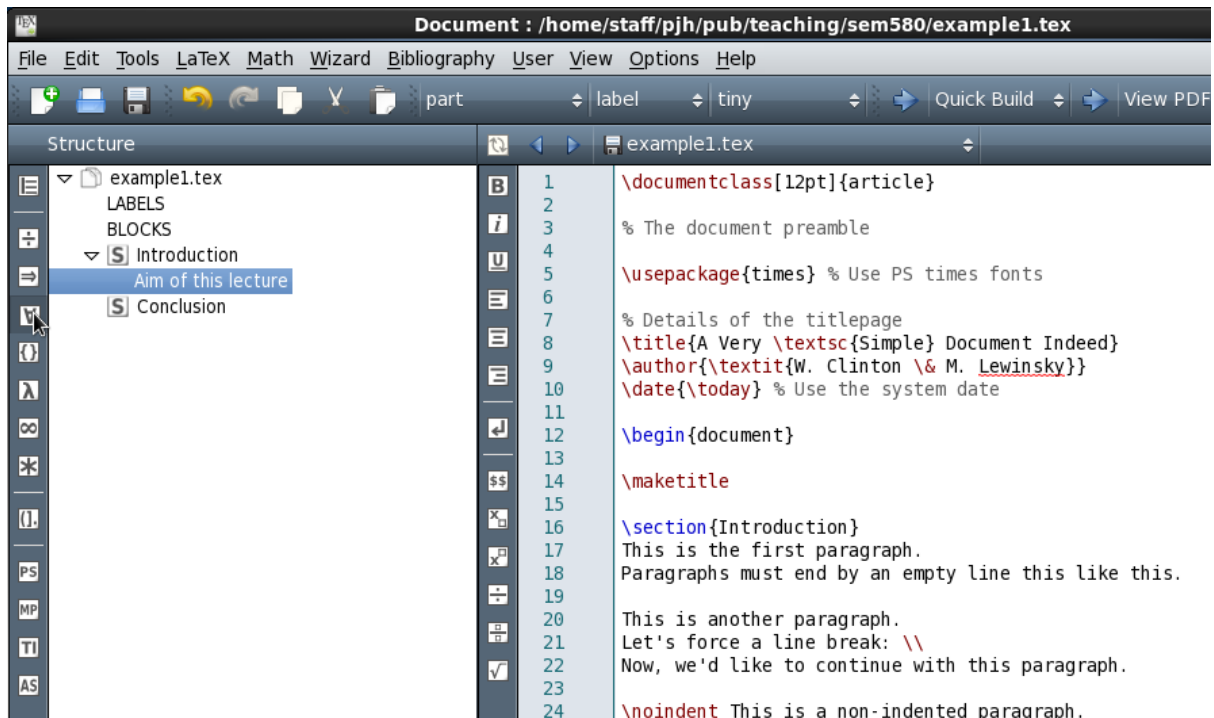 TEX
Document : /home/staff/pjh/pub/teaching/sem580/example1.tex
File Edit Tools LaTeX Math Wizard Bibliography User View Options Help
part label tiny Quick Build View PDF
Structure
example1.tex
example1.tex
LABELS
BLOCKS
S Introduction
Aim of this lecture
S Conclusion
÷
⇒
∀
{}
λ
∞
*
().
PS
MP
TI
AS
B
i
U
$$
x
x
÷
√
1 \documentclass[12pt]{article}
2
3 % The document preamble
4
5 \usepackage{times} % Use PS times fonts
6
7 % Details of the titlepage
8 \title{A Very \textsc{Simple} Document Indeed}
9 \author{\textit{W. Clinton \& M. Lewinsky}}
10 \date{\today} % Use the system date
11
12 \begin{document}
13
14 \maketitle
15
16 \section{Introduction}
17 This is the first paragraph.
18 Paragraphs must end by an empty line this like this.
19
20 This is another paragraph.
21 Let's force a line break: \\
22 Now, we'd like to continue with this paragraph.
23
24 \noindent This is a non-indented paragraph.